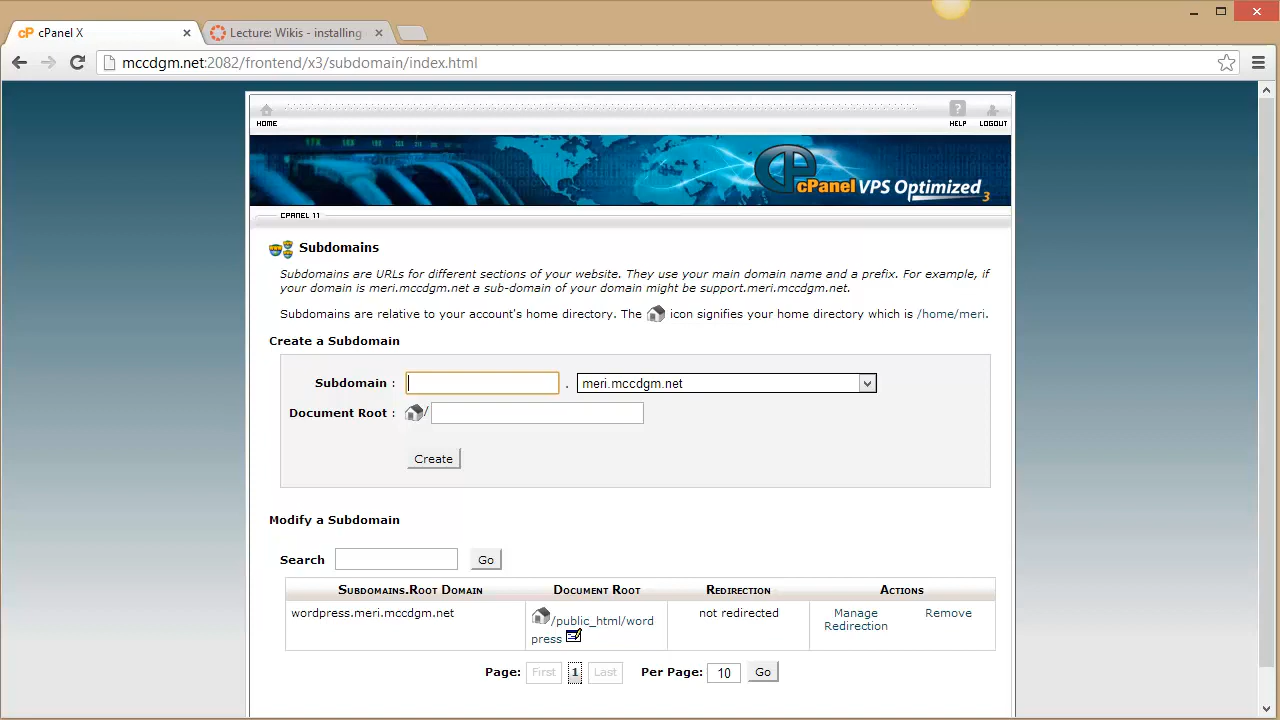 cPanel X
Lecture: Wikis - installing
mccdgm.net:2082/frontend/x3/subdomain/index.html
HOME
HELP
LOGOUT
cPanel VPS Optimized 3
CPANEL 11
Subdomains
Subdomains are URLs for different sections of your website. They use your main domain name and a prefix. For example, if
your domain is meri.mccdgm.net a sub-domain of your domain might be support.meri.mccdgm.net.
Subdomains are relative to your account's home directory. The icon signifies your home directory which is /home/meri.
Create a Subdomain
Subdomain :
. meri.mccdgm.net
Document Root : /
Create
Modify a Subdomain
Search
Go
Subdomains.Root Domain Document Root Redirection Actions
wordpress.meri.mccdgm.net
/public_html/word
press
not redirected
Manage
Redirection
Remove
Page: First 1 Last Per Page: 10 Go